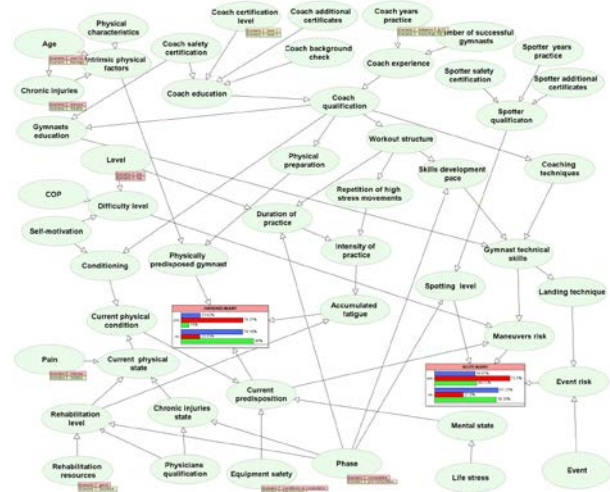 Physical
characteristics
Age
Intrinsic physical
factors
Chronic injuries
Gymnasts
education
Coach safety
certification
Coach certification
level
Coach additional
certificates
Coach background
check
Coach education
Coach years
practice
umber of successful
gymnasts
Coach experience
Coach
qualification
Spotter years
practice
Spotter safety
certification
Spotter additional
certificates
Spotter
qualificaton
Workout structure
Physical
preparation
Level
Skills development
pace
Coaching
techniques
Repetition of high
stress movements
COP
Difficulty level
Duration of
practice
Self-motivation
Conditioning
Physically
predisposed gymnast
Intensity of
practice
Gymnast technical
skills
Spotting level
Landing technique
Accumulated
fatigue
Current physical
condition
Maneuvers risk
Pain
Current physical
state
Current
predisposition
Event risk
Rehabilitation
level
Chronic injuries
state
Mental state
Rehabilitation
resources
Physicians
qualification
Equipment safety
Phase
Life stress
Event